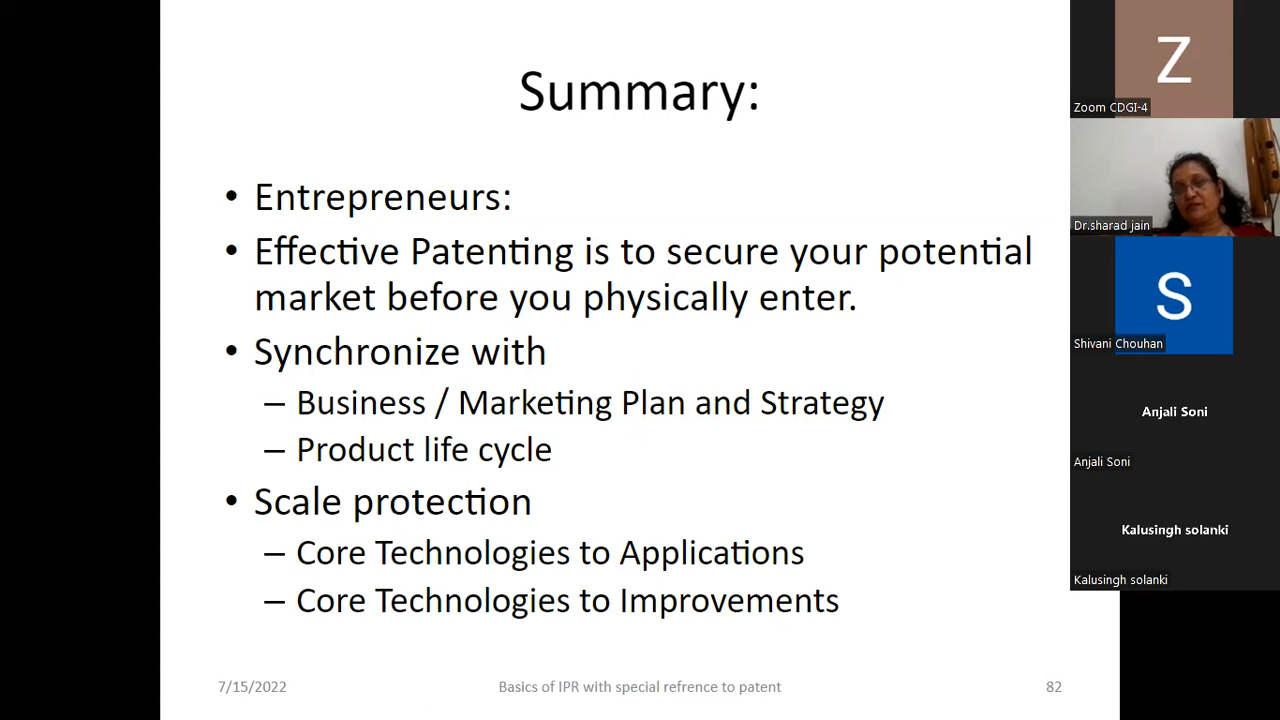 Summary:
• Entrepreneurs:
• Effective Patenting is to secure your potential
market before you physically enter.
• Synchronize with
– Business / Marketing Plan and Strategy
– Product life cycle
• Scale protection
– Core Technologies to Applications
– Core Technologies to Improvements
7/15/2022
Basics of IPR with special refrence to patent
82
Z
Zoom CDGI-4
Dr.sharad jain
S
Shivani Chouhan
Anjali Soni
Anjali Soni
Kalusingh solanki
Kalusingh solanki